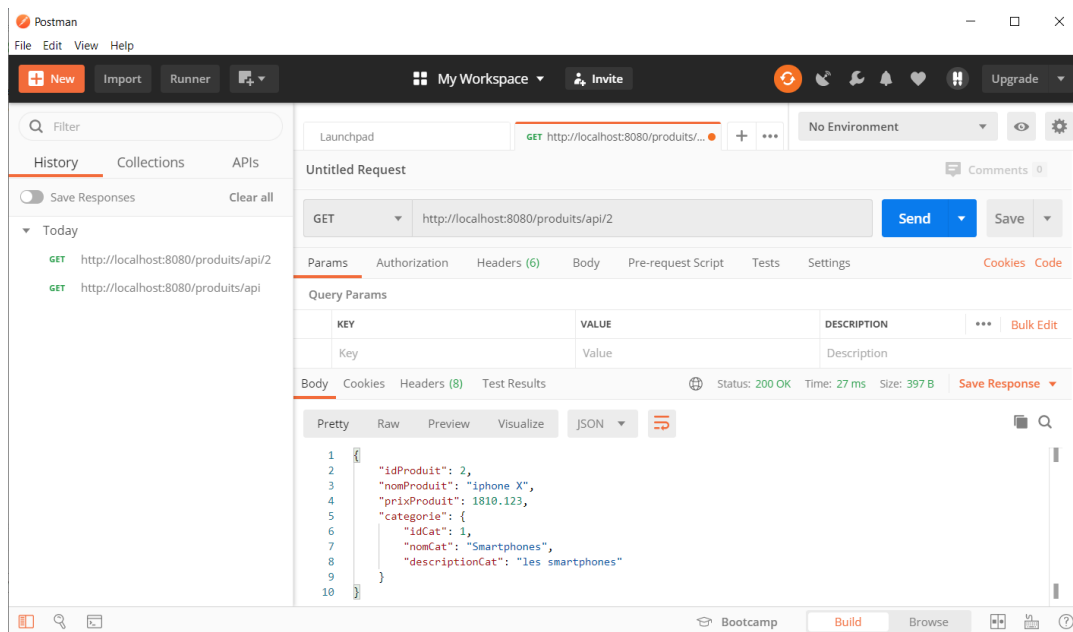 Postman
File Edit View Help
New Import Runner My Workspace Invite Upgrade
Filter
History Collections APIs
Save Responses Clear all
Today
GET http://localhost:8080/produits/api/2
GET http://localhost:8080/produits/api
Launchpad GET http://localhost:8080/produits/... + ••• No Environment
Untitled Request Comments 0
GET http://localhost:8080/produits/api/2 Send Save
Params Authorization Headers (6) Body Pre-request Script Tests Settings Cookies Code
Query Params
KEY VALUE DESCRIPTION ••• Bulk Edit
Key Value Description
Body Cookies Headers (8) Test Results Status: 200 OK Time: 27 ms Size: 397 B Save Response
Pretty Raw Preview Visualize JSON
1 {
2 "idProduit": 2,
3 "nomProduit": "iphone X",
4 "prixProduit": 1810.123,
5 "categorie": {
6 "idCat": 1,
7 "nomCat": "Smartphones",
8 "descriptionCat": "les smartphones"
9 }
10 }
Bootcamp Build Browse